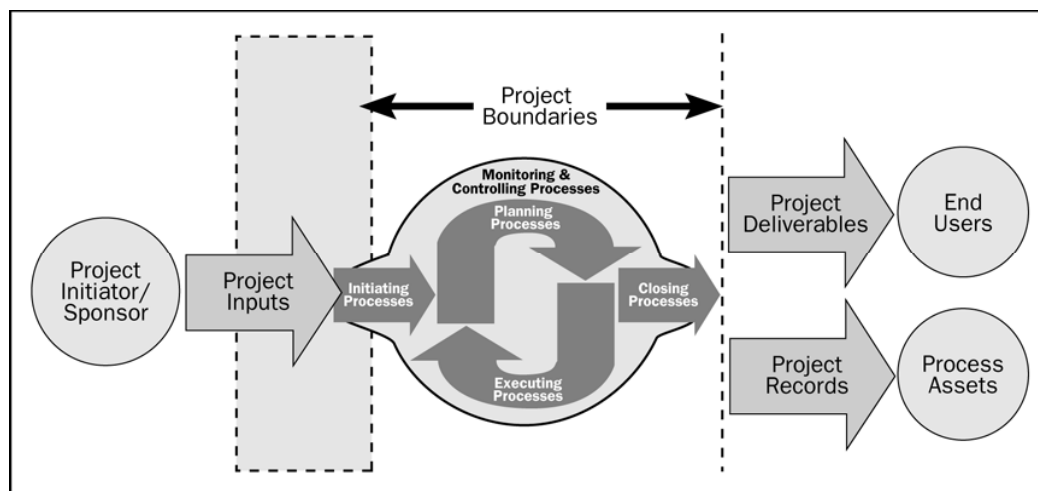 Project
Boundaries
Monitoring &
Controlling Processes
Planning
Processes
Project
Initiator/
Sponsor
Project
Inputs
Initiating
Processes
Executing
Processes
Closing
Processes
Project
Deliverables
End
Users
Project
Records
Process
Assets